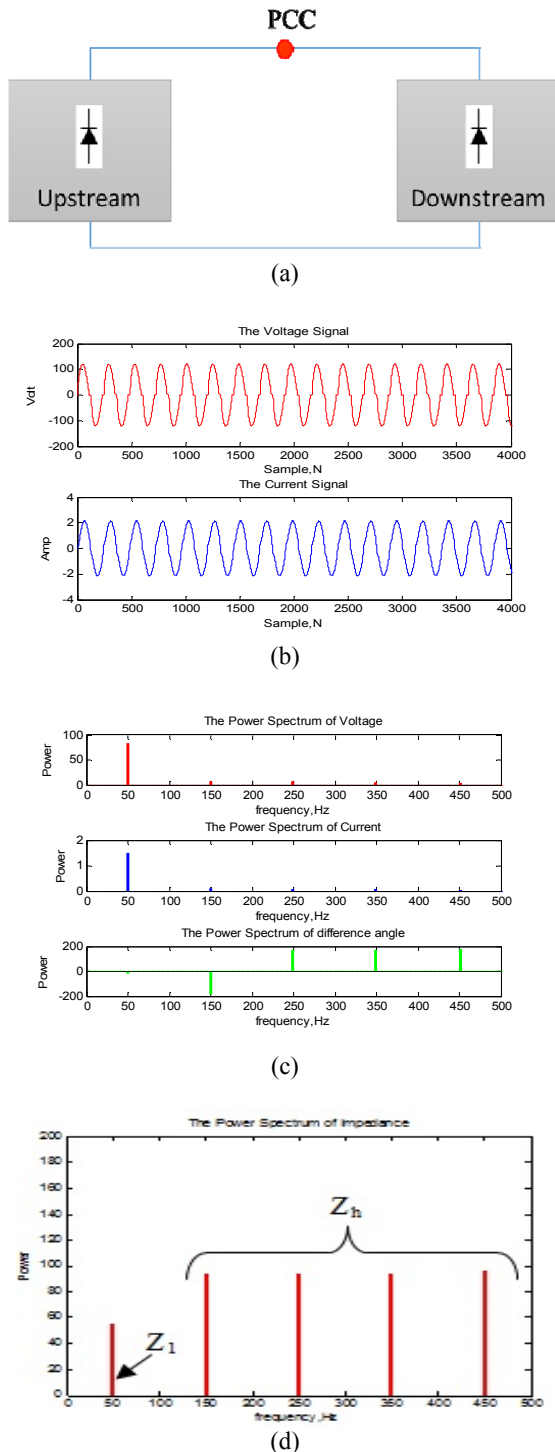 PCC
Upstream
Downstream
(a)
The Voltage Signal
200
100
0
-100
-200
Vdt
0 500 1000 1500 2000 2500 3000 3500 4000
Sample,N
The Current Signal
4
2
0
-2
-4
Amp
0 500 1000 1500 2000 2500 3000 3500 4000
Sample,N
(b)
The Power Spectrum of Voltage
100
50
0
Power
0 50 100 150 200 250 300 350 400 450 500
frequency,Hz
The Power Spectrum of Current
2
1
0
Power
0 50 100 150 200 250 300 350 400 450 500
frequency,Hz
The Power Spectrum of difference angle
200
0
-200
Power
0 50 100 150 200 250 300 350 400 450 500
frequency,Hz
(c)
The Power Spectrum of Impedance
200
180
160
140
120
100
80
60
40
20
0
Power
Zh
Z1
0 50 100 150 200 250 300 350 400 450 500
frequency,Hz
(d)